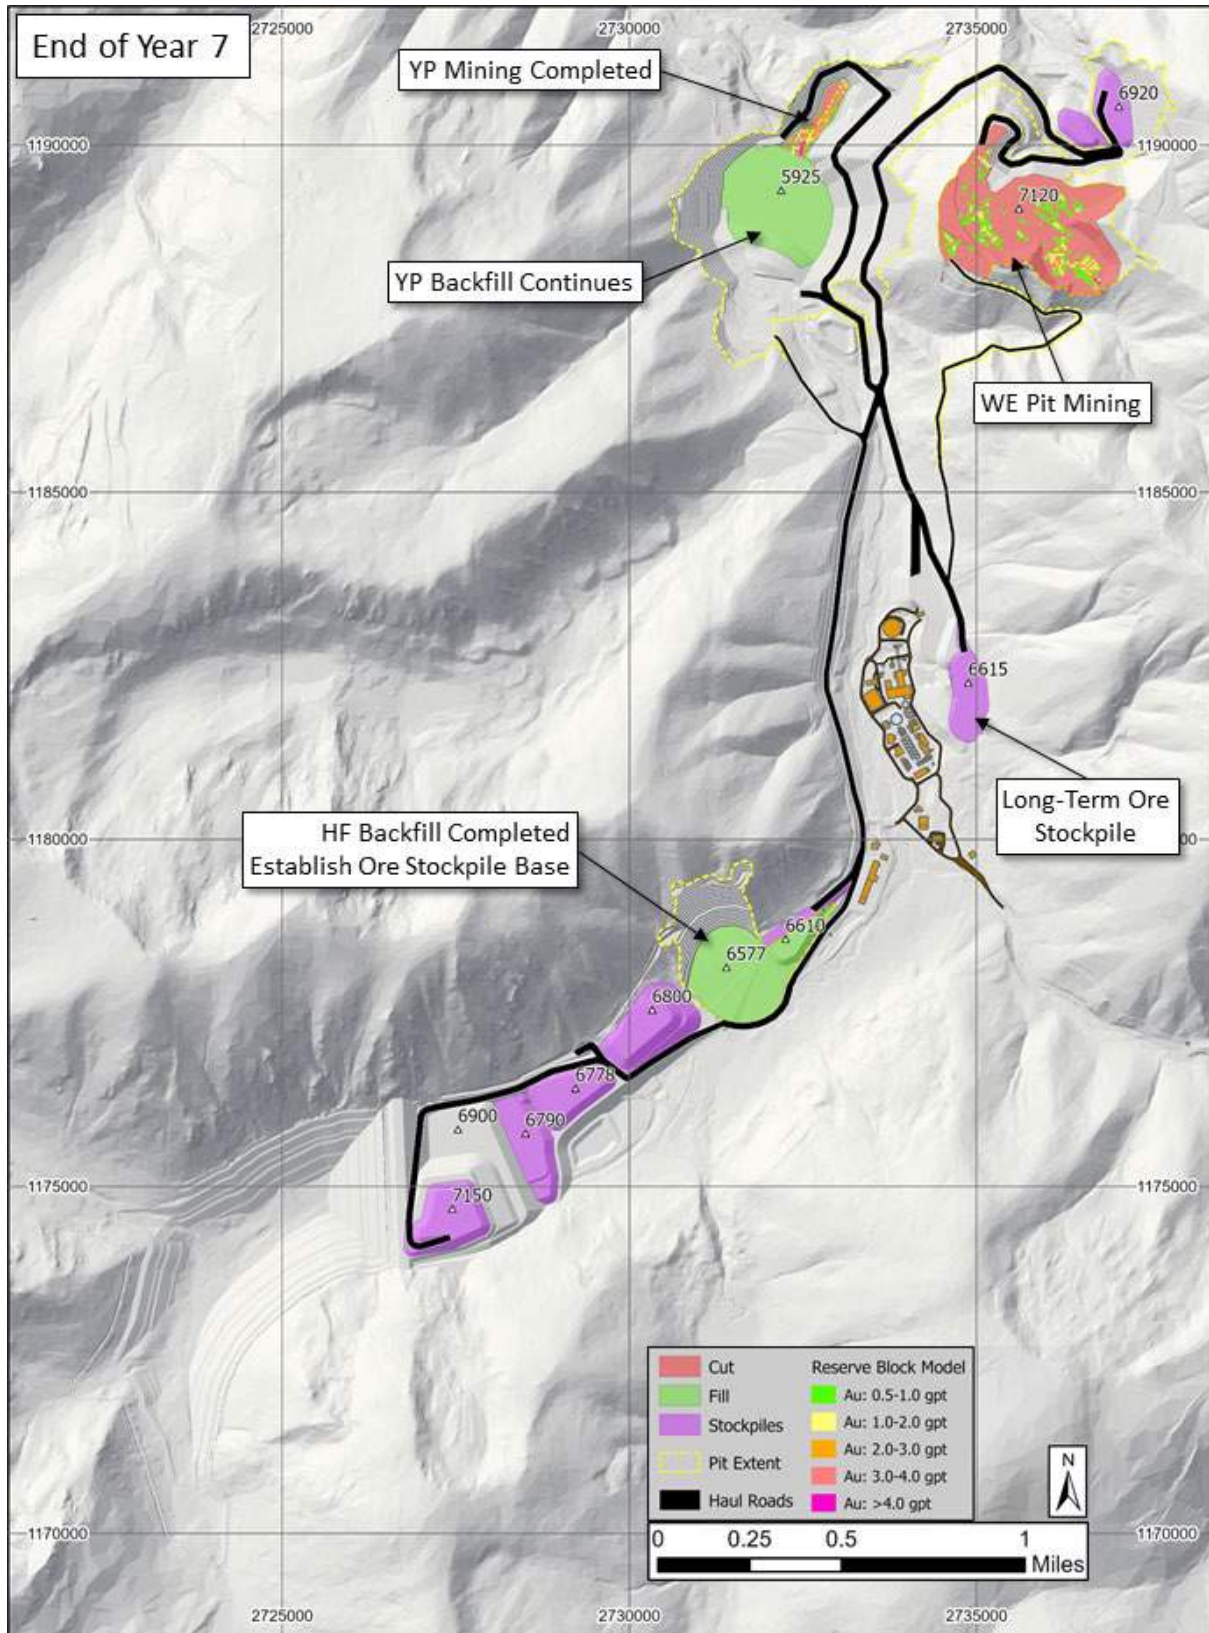 End of Year 7
2725000
2730000
2735000
YP Mining Completed
6920
1190000
1190000
5925
7120
YP Backfill Continues
WE Pit Mining
1185000
1185000
6615
Long-Term Ore
Stockpile
1180000
HF Backfill Completed
Establish Ore Stockpile Base
6610
6577
6800
6778
6900
6790
1175000
1175000
7150
Cut
Fill
Stockpiles
Pit Extent
Haul Roads
Reserve Block Model
Au: 0.5-1.0 gpt
Au: 1.0-2.0 gpt
Au: 2.0-3.0 gpt
Au: 3.0-4.0 gpt
Au: >4.0 gpt
N
1170000
1170000
0
0.25
0.5
1
Miles
2725000
2730000
2735000